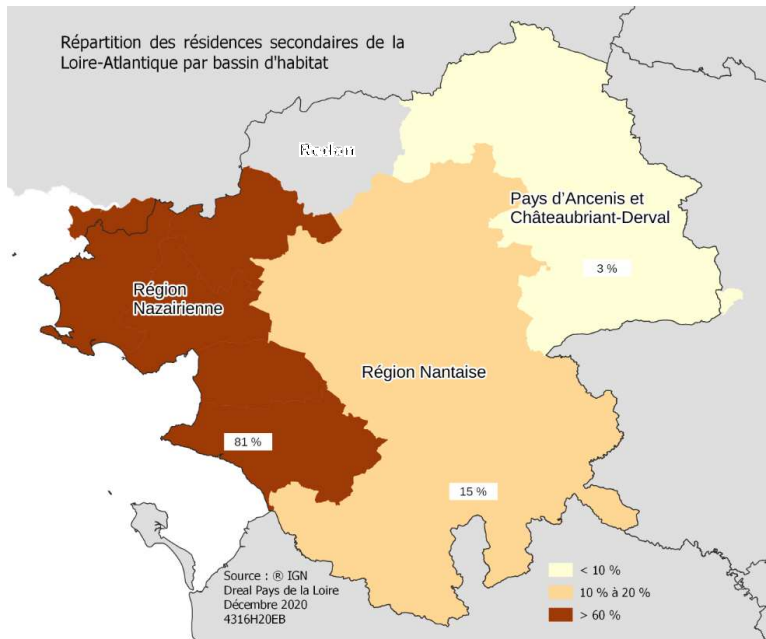 Répartition des résidences secondaires de la
Loire-Atlantique par bassin d'habitat
Redon
Pays d'Ancenis et
Châteaubriant-Derval
3 %
Région
Nazairienne
Région Nantaise
81 %
15 %
Source : ® IGN
Dreal Pays de la Loire
Décembre 2020
4316H20EB
< 10 %
10 % à 20 %
> 60 %